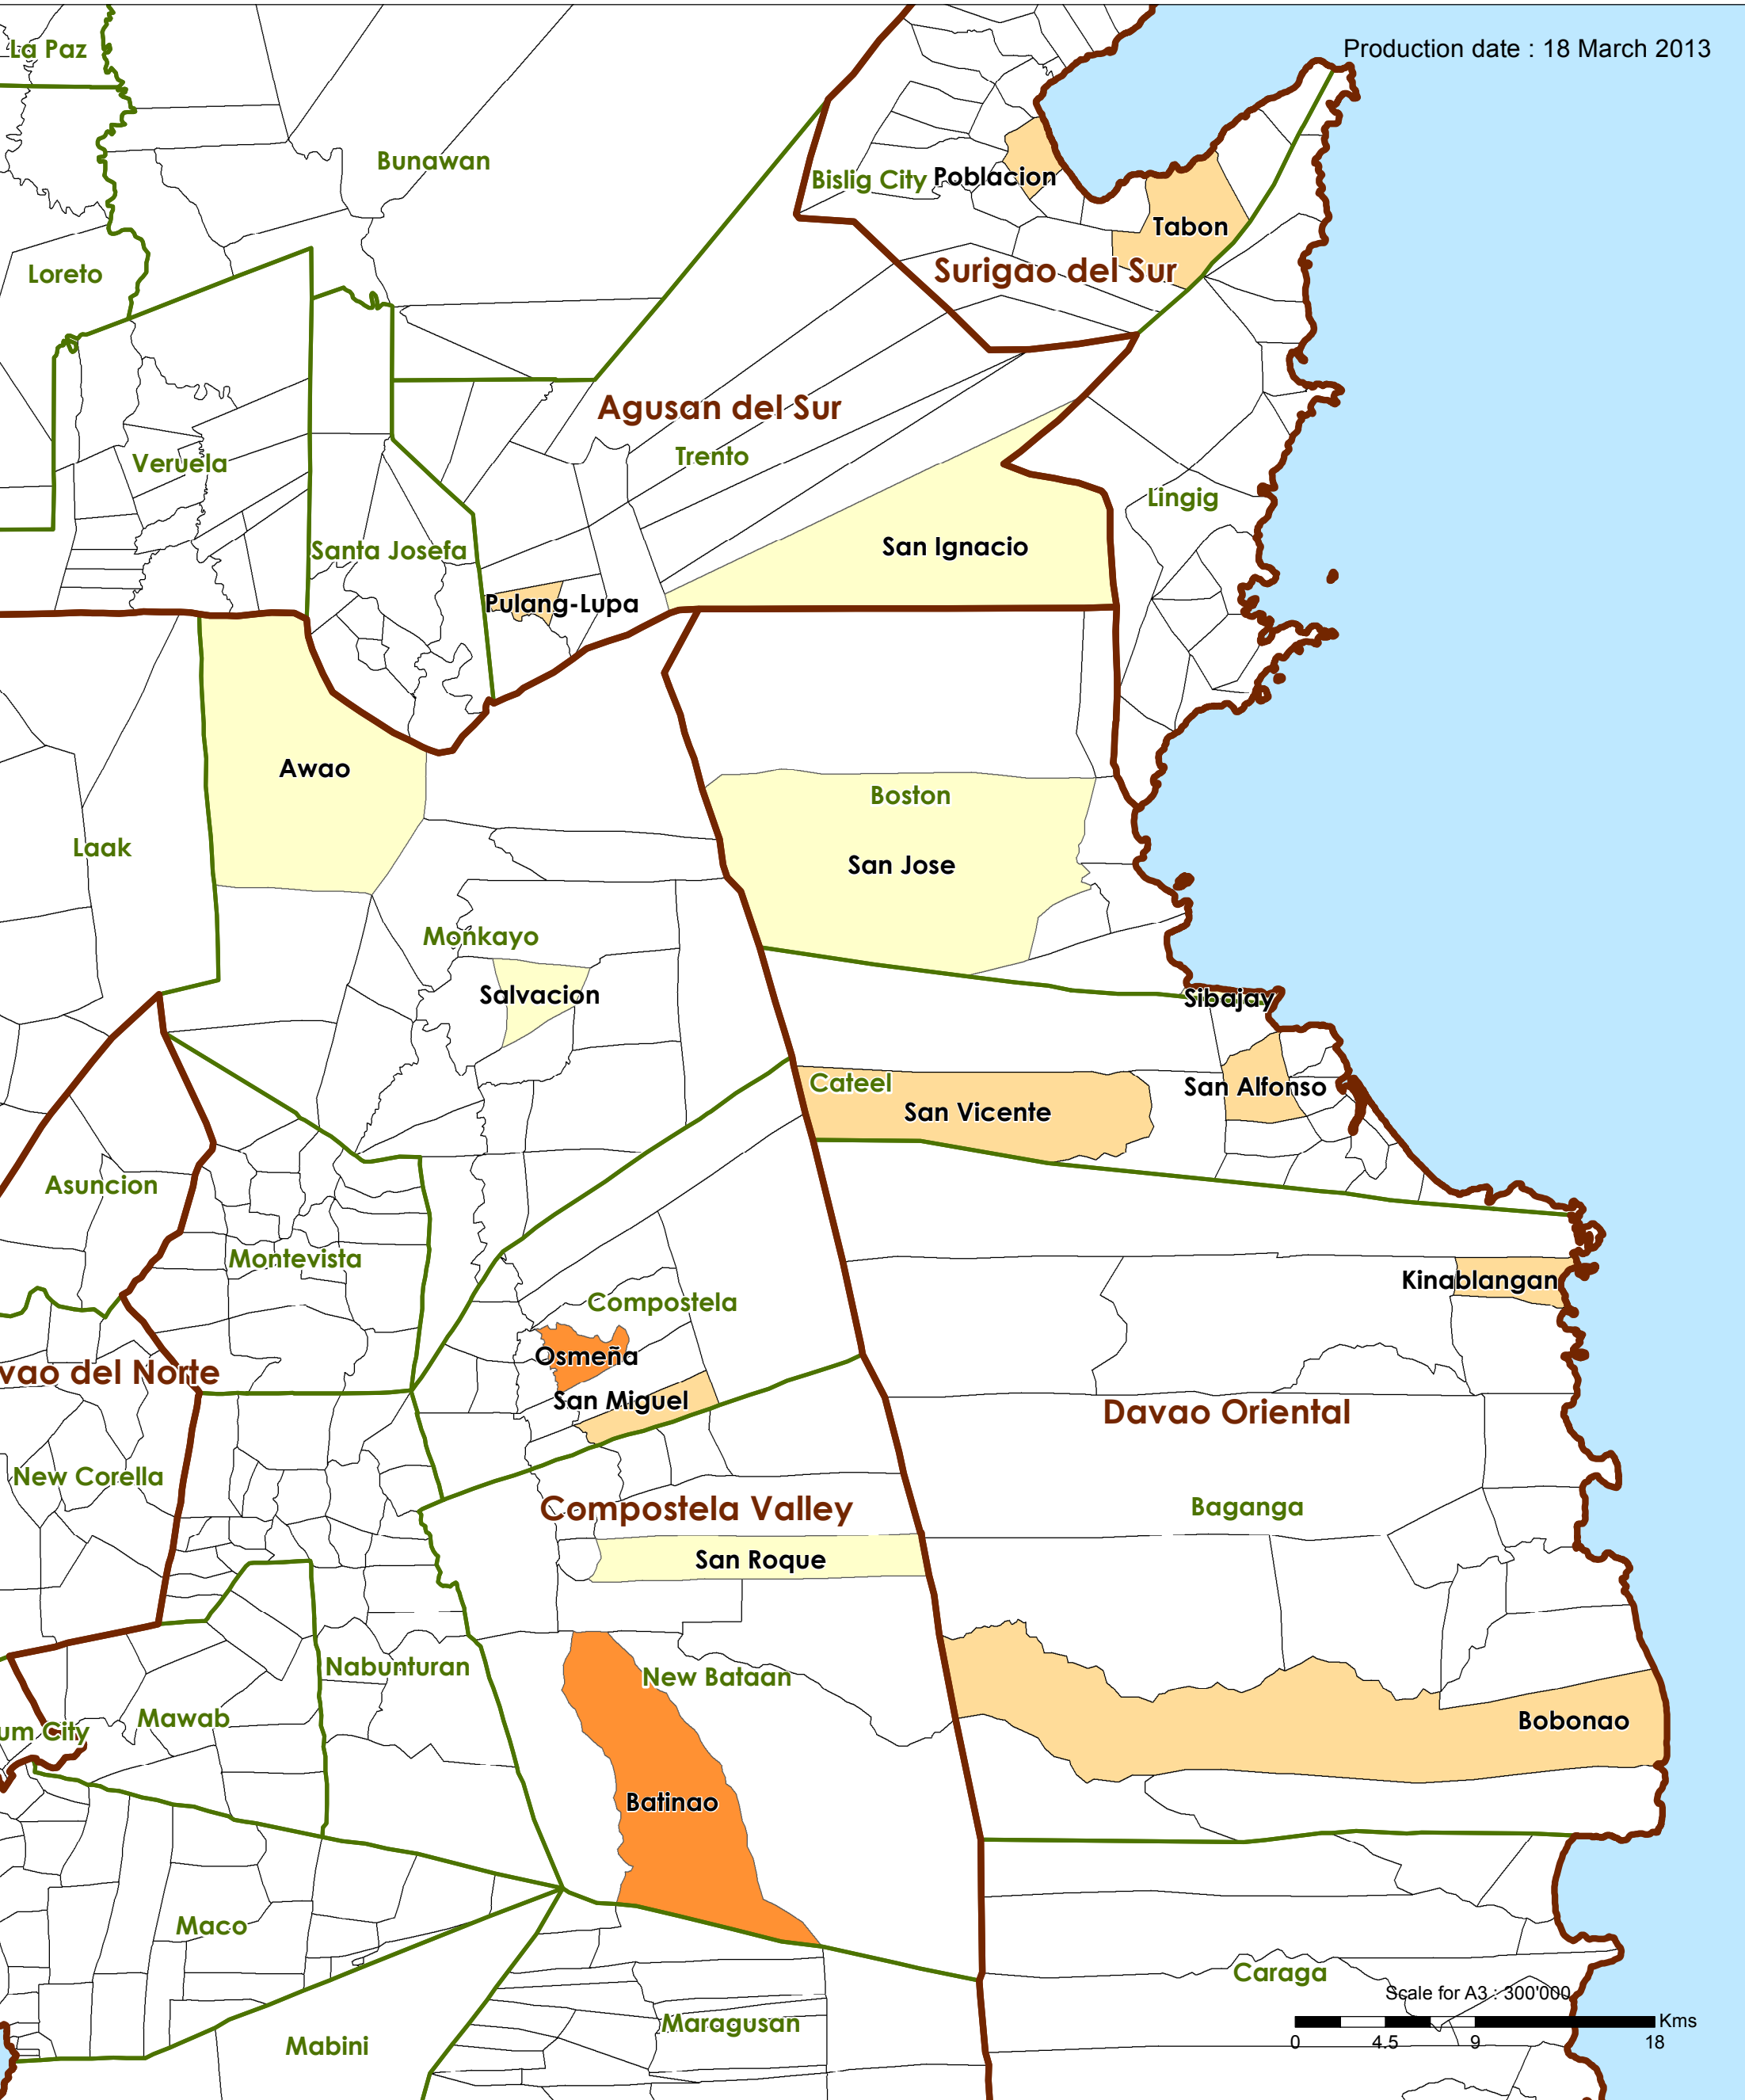 La Paz
Production date : 18 March 2013
Bunawan
Bislig City
Poblacion
Tabon
Loreto
Surigao del Sur
Agusan del Sur
Veruela
Trento
Lingig
Santa Josefa
San Ignacio
Pulang-Lupa
Awao
Boston
Laak
San Jose
Monkayo
Salvacion
Sibajay
Cateel
San Alfonso
San Vicente
Asuncion
Montevista
Kinablangan
Compostela
Osmeña
vao del Norte
San Miguel
Davao Oriental
New Corella
Compostela Valley
Baganga
San Roque
Nabunturan
New Bataan
Mawab
Bobonao
um City
Batinao
Maco
Caraga
Scale for A3 : 300'000
Maragusan
Kms
0 4.5 9 18
Mabini